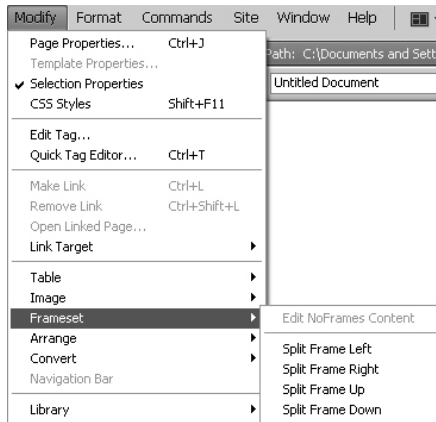 Modify Format Commands Site Window Help
Path: C:\Documents and Sett
Untitled Document
Page Properties... Ctrl+J
Template Properties...
Selection Properties
CSS Styles Shift+F11
Edit Tag...
Quick Tag Editor... Ctrl+T
Make Link Ctrl+L
Remove Link Ctrl+Shift+L
Open Linked Page...
Link Target
Table
Image
Frameset
Arrange
Convert
Navigation Bar
Library
Edit NoFrames Content
Split Frame Left
Split Frame Right
Split Frame Up
Split Frame Down